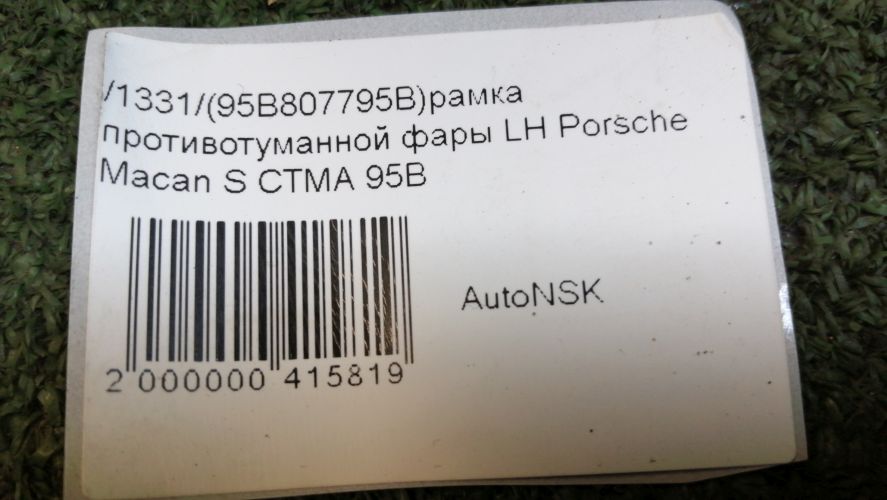 /1331/(95B807795B)рамка
противотуманной фары LH Porsche
Macan S CTMA 95B
AutoNSK
2 000000 415819